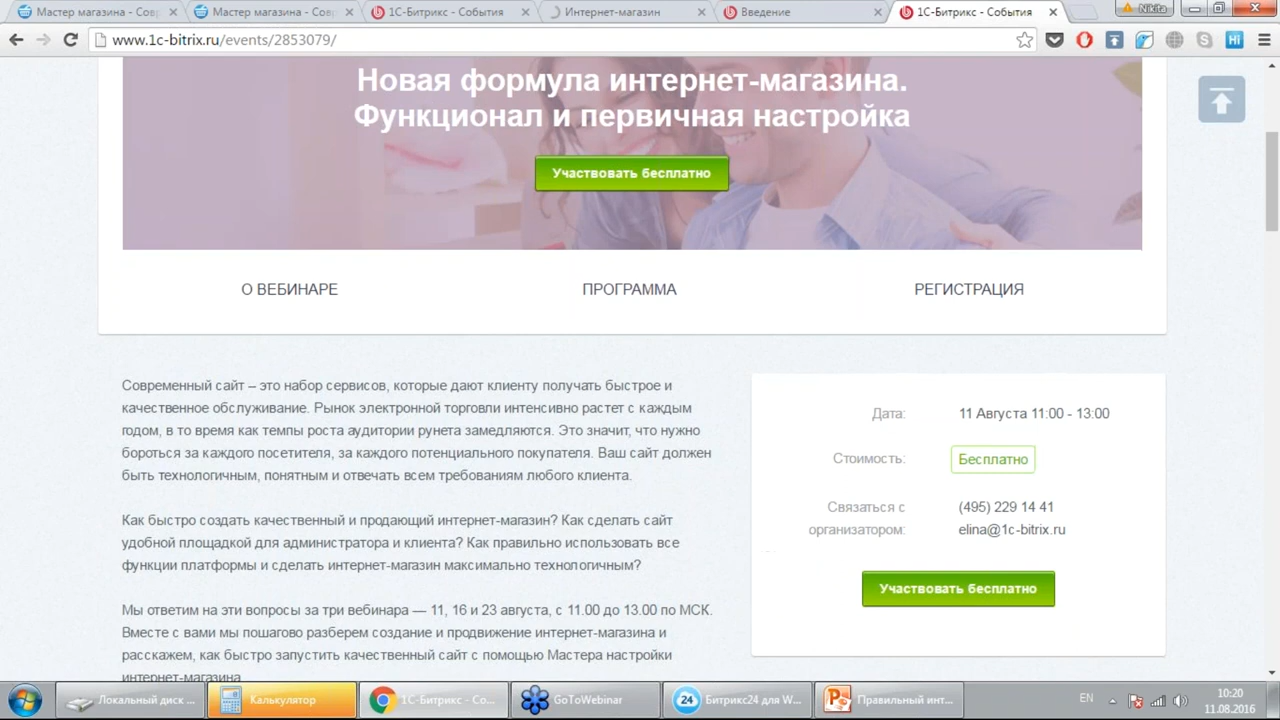 Мастер магазина - Совр
Мастер магазина - Совр
1С-Битрикс - События
Интернет-магазин
Введение
1С-Битрикс - События
Nikita
www.1c-bitrix.ru/events/2853079/
Hi
Новая формула интернет-магазина.
Функционал и первичная настройка
Участвовать бесплатно
О ВЕБИНАРЕ
ПРОГРАММА
РЕГИСТРАЦИЯ
Современный сайт – это набор сервисов, которые дают клиенту получать быстрое и
качественное обслуживание. Рынок электронной торговли интенсивно растет с каждым
годом, в то время как темпы роста аудитории рунета замедляются. Это значит, что нужно
бороться за каждого посетителя, за каждого потенциального покупателя. Ваш сайт должен
быть технологичным, понятным и отвечать всем требованиям любого клиента.
Как быстро создать качественный и продающий интернет-магазин? Как сделать сайт
удобной площадкой для администратора и клиента? Как правильно использовать все
функции платформы и сделать интернет-магазин максимально технологичным?
Мы ответим на эти вопросы за три вебинара — 11, 16 и 23 августа, с 11.00 до 13.00 по МСК.
Вместе с вами мы пошагово разберем создание и продвижение интернет-магазина и
расскажем, как быстро запустить качественный сайт с помощью Мастера настройки
интернет-магазина
Дата: 11 Августа 11:00 - 13:00
Стоимость: Бесплатно
Связаться с (495) 229 14 41
организатором: elina@1c-bitrix.ru
Участвовать бесплатно
Локальный диск ...
Калькулятор
1С-Битрикс - Со...
GoToWebinar
24 Битрикс24 для W...
Правильный инт...
EN
10:20
11.08.2016